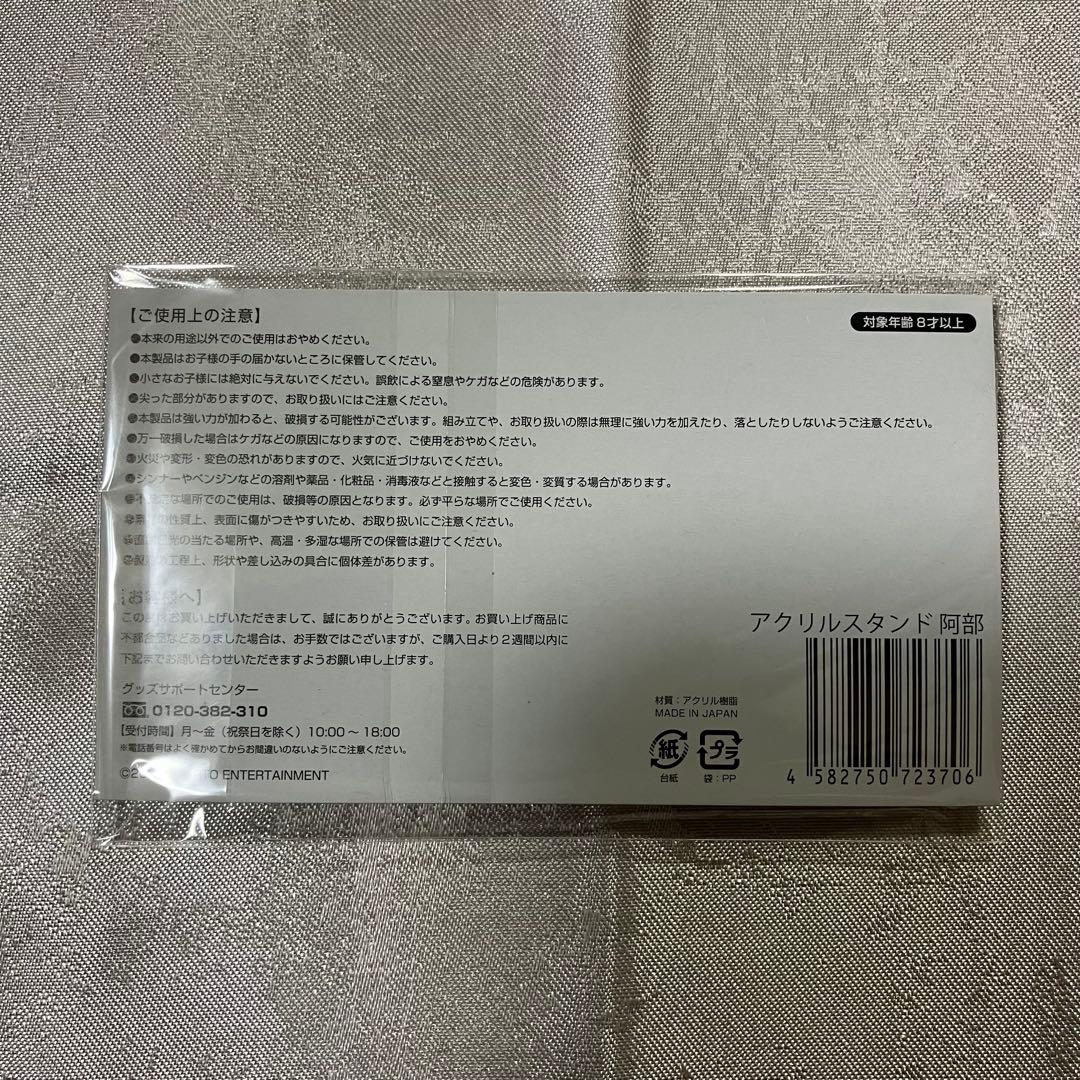 【ご使用上の注意】
対象年齢 8才以上
●本来の用途以外でのご使用はおやめください。
●本製品はお子様の手の届かないところに保管してください。
●小さなお子様には絶対に与えないでください。誤飲による窒息やケガなどの危険があります。
●尖った部分がありますので、お取り扱いにはご注意ください。
●本製品は強い力が加わると、破損する可能性がございます。組み立てや、お取り扱いの際は無理に強い力を加えたり、落としたりしないようご注意ください。
●万一破損した場合はケガなどの原因になりますので、ご使用をおやめください。
●火災や変形・変色の恐れがありますので、火気に近づけないでください。
●シンナーやベンジンなどの溶剤や薬品・化粧品・消毒液などと接触すると変色・変質する場合があります。
な場所でのご使用は、破損等の原因となります。必ず平らな場所でご使用ください。
の性質上、表面に傷がつきやすいため、お取り扱いにご注意ください。
光の当たる場所や、高温・多湿な場所での保管は避けてください。
工程上、形状や差し込みの具合に個体差があります。
【お客様へ】
お買い上げいただきまして、誠にありがとうございます。お買い上げ商品に
不都合などありました場合は、お手数ではございますが、ご購入日より2週間以内に
下記までお問い合わせいただきますようお願い申し上げます。
グッズサポートセンター
0120-382-310
【受付時間】月～金（祝祭日を除く）10:00～18:00
※電話番号はよく確かめてからお間違いのないようにご注意ください。
TO ENTERTAINMENT
アクリルスタンド 阿部
材質：アクリル樹脂
MADE IN JAPAN
紙
プラ
台紙
袋：PP
4 582750 723706